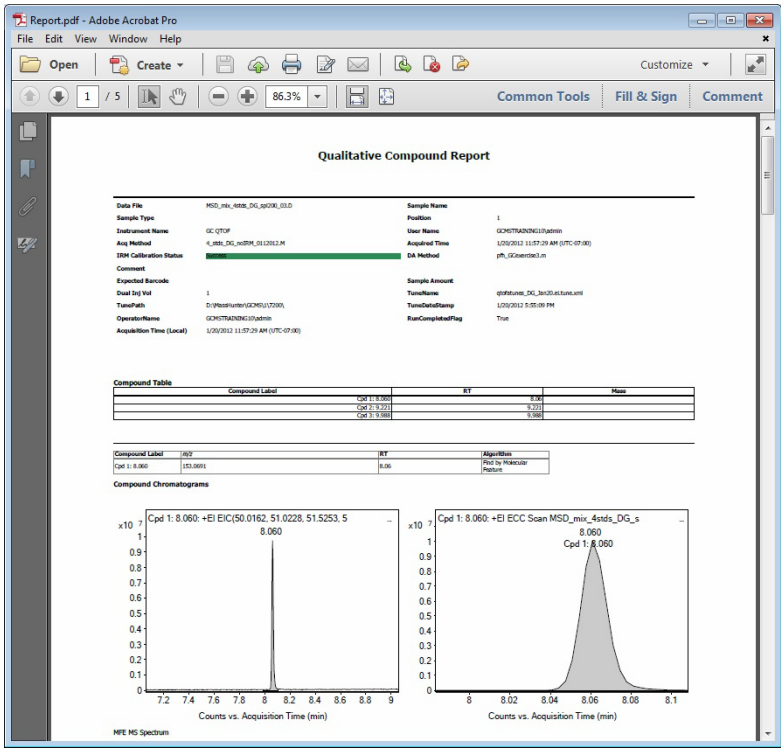 Report.pdf - Adobe Acrobat Pro
File Edit View Window Help
Open Create Customize
1 / 5 86.3% Common Tools Fill & Sign Comment
Qualitative Compound Report
Data File MSD_mix_4stds_DG_spl200_03.D Sample Name
Sample Type Position 1
Instrument Name GC QTOF User Name GCMSTRAINING10\admin
Acq Method 4_stds_DG_noIRM_0112012.M Acquired Time 1/20/2012 11:57:29 AM (UTC-07:00)
IRM Calibration Status Success DA Method pfh_GCexercise3.m
Comment
Expected Barcode Sample Amount
Dual Inj Vol 1 TuneName qtofatunes_DG_Jan20.ei.tune.xml
TunePath D:\MassHunter\GCMS\1\7200\ TuneDateStamp 1/20/2012 5:55:09 PM
OperatorName GCMSTRAINING10\admin RunCompletedFlag True
Acquisition Time (Local) 1/20/2012 11:57:29 AM (UTC-07:00)
Compound Table
Compound Label RT Mass
Cpd 1: 8.060 8.06
Cpd 2: 9.221 9.221
Cpd 3: 9.988 9.988
Compound Label m/z RT Algorithm
Cpd 1: 8.060 153.0691 8.06 Find by Molecular
Feature
Compound Chromatograms
x10 7 Cpd 1: 8.060: +EI EIC(50.0162, 51.0228, 51.5253, 5
8.060
1
0.9
0.8
0.7
0.6
0.5
0.4
0.3
0.2
0.1
0
7.2 7.4 7.6 7.8 8 8.2 8.4 8.6 8.8 9
Counts vs. Acquisition Time (min)
x10 7 Cpd 1: 8.060: +EI ECC Scan MSD_mix_4stds_DG_s
8.060
Cpd 1: 8.060
1
0.9
0.8
0.7
0.6
0.5
0.4
0.3
0.2
0.1
0
8 8.02 8.04 8.06 8.08 8.1
Counts vs. Acquisition Time (min)
MFE MS Spectrum